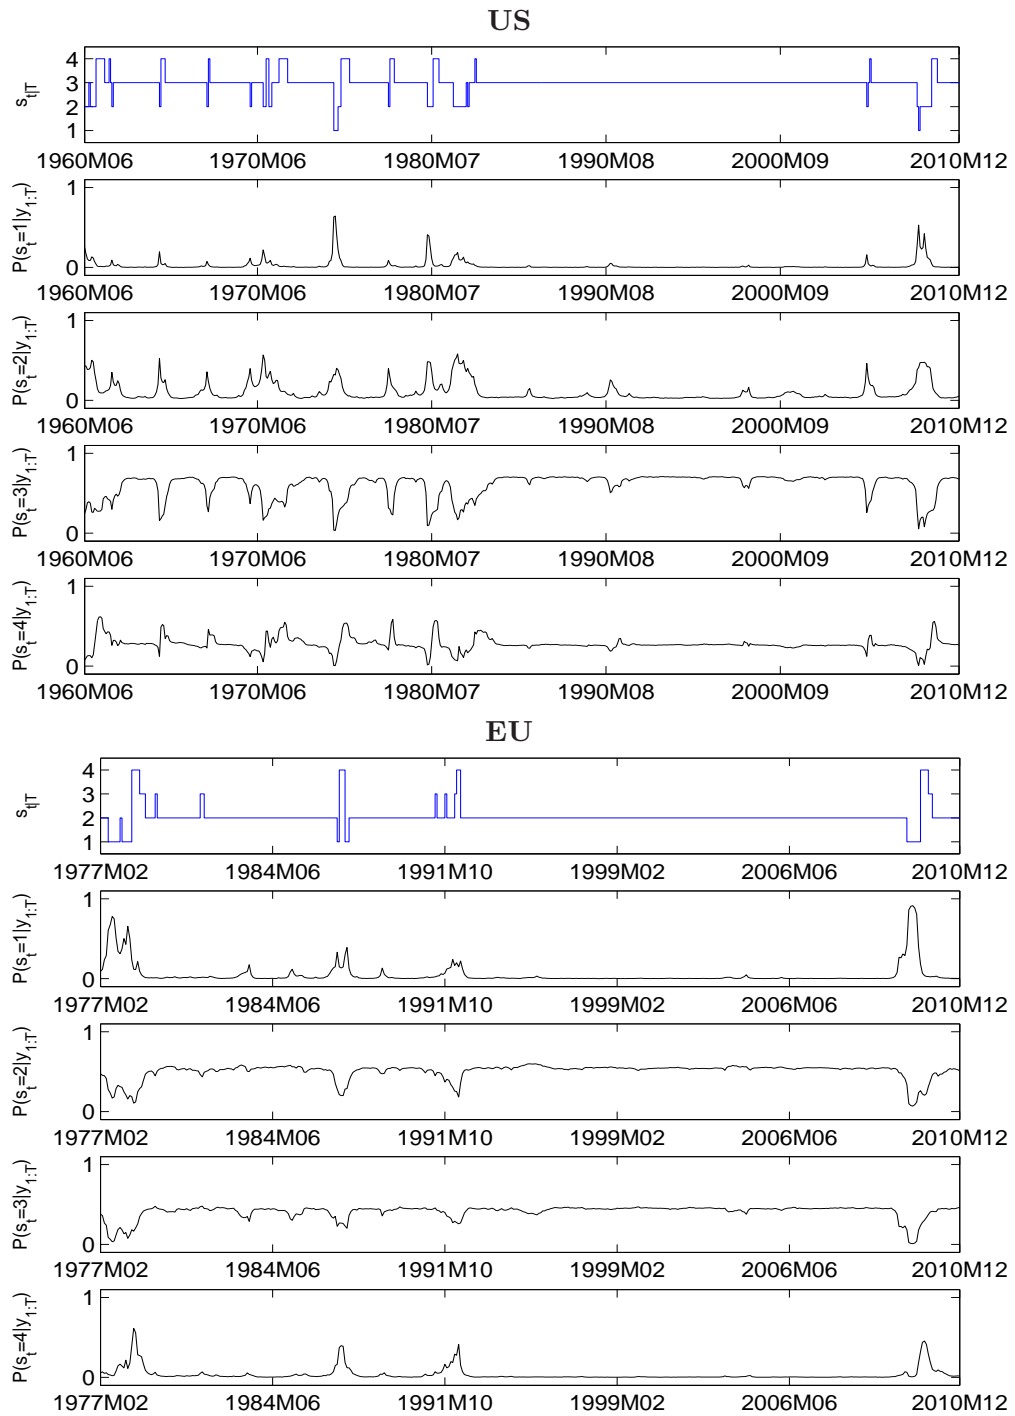 US
s_{t|T}
4
3
2
1
1960M06 1970M06 1980M07 1990M08 2000M09 2010M12
P(s_t=1|y_{1:T})
1
0
1960M06 1970M06 1980M07 1990M08 2000M09 2010M12
P(s_t=2|y_{1:T})
1
0
1960M06 1970M06 1980M07 1990M08 2000M09 2010M12
P(s_t=3|y_{1:T})
1
0
1960M06 1970M06 1980M07 1990M08 2000M09 2010M12
P(s_t=4|y_{1:T})
1
0
1960M06 1970M06 1980M07 1990M08 2000M09 2010M12
EU
s_{t|T}
4
3
2
1
1977M02 1984M06 1991M10 1999M02 2006M06 2010M12
P(s_t=1|y_{1:T})
1
0
1977M02 1984M06 1991M10 1999M02 2006M06 2010M12
P(s_t=2|y_{1:T})
1
0
1977M02 1984M06 1991M10 1999M02 2006M06 2010M12
P(s_t=3|y_{1:T})
1
0
1977M02 1984M06 1991M10 1999M02 2006M06 2010M12
P(s_t=4|y_{1:T})
1
0
1977M02 1984M06 1991M10 1999M02 2006M06 2010M12